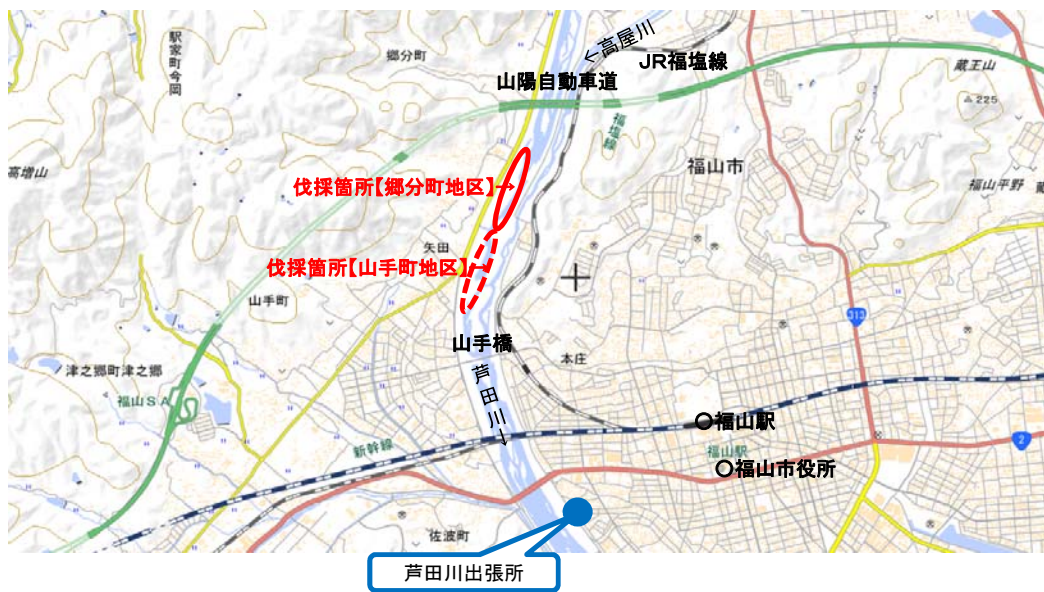 駅家町今岡
郷分町
←高屋川
JR福塩線
山陽自動車道
蔵王山
225
福塩線
高増山
福山市
伐採箇所【郷分町地区】→
福山平野
蔵
矢田
伐採箇所【山手町地区】→
山手町
313
山手橋
本庄
津之郷町津之郷
芦田川→
福山SA
○福山駅
新幹線
福山駅
2
○福山市役所
佐波町
芦田川出張所